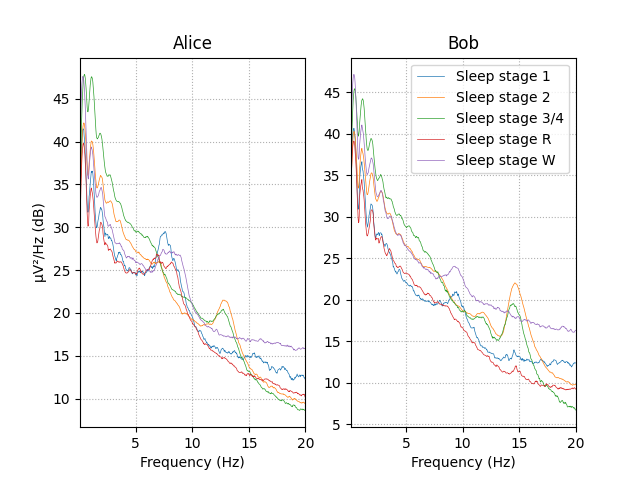 Alice
Bob
µV²/Hz (dB)
45
40
35
30
25
20
15
10
5
10
15
20
Frequency (Hz)
45
40
35
30
25
20
15
10
5
5
10
15
20
Frequency (Hz)
Sleep stage 1
Sleep stage 2
Sleep stage 3/4
Sleep stage R
Sleep stage W